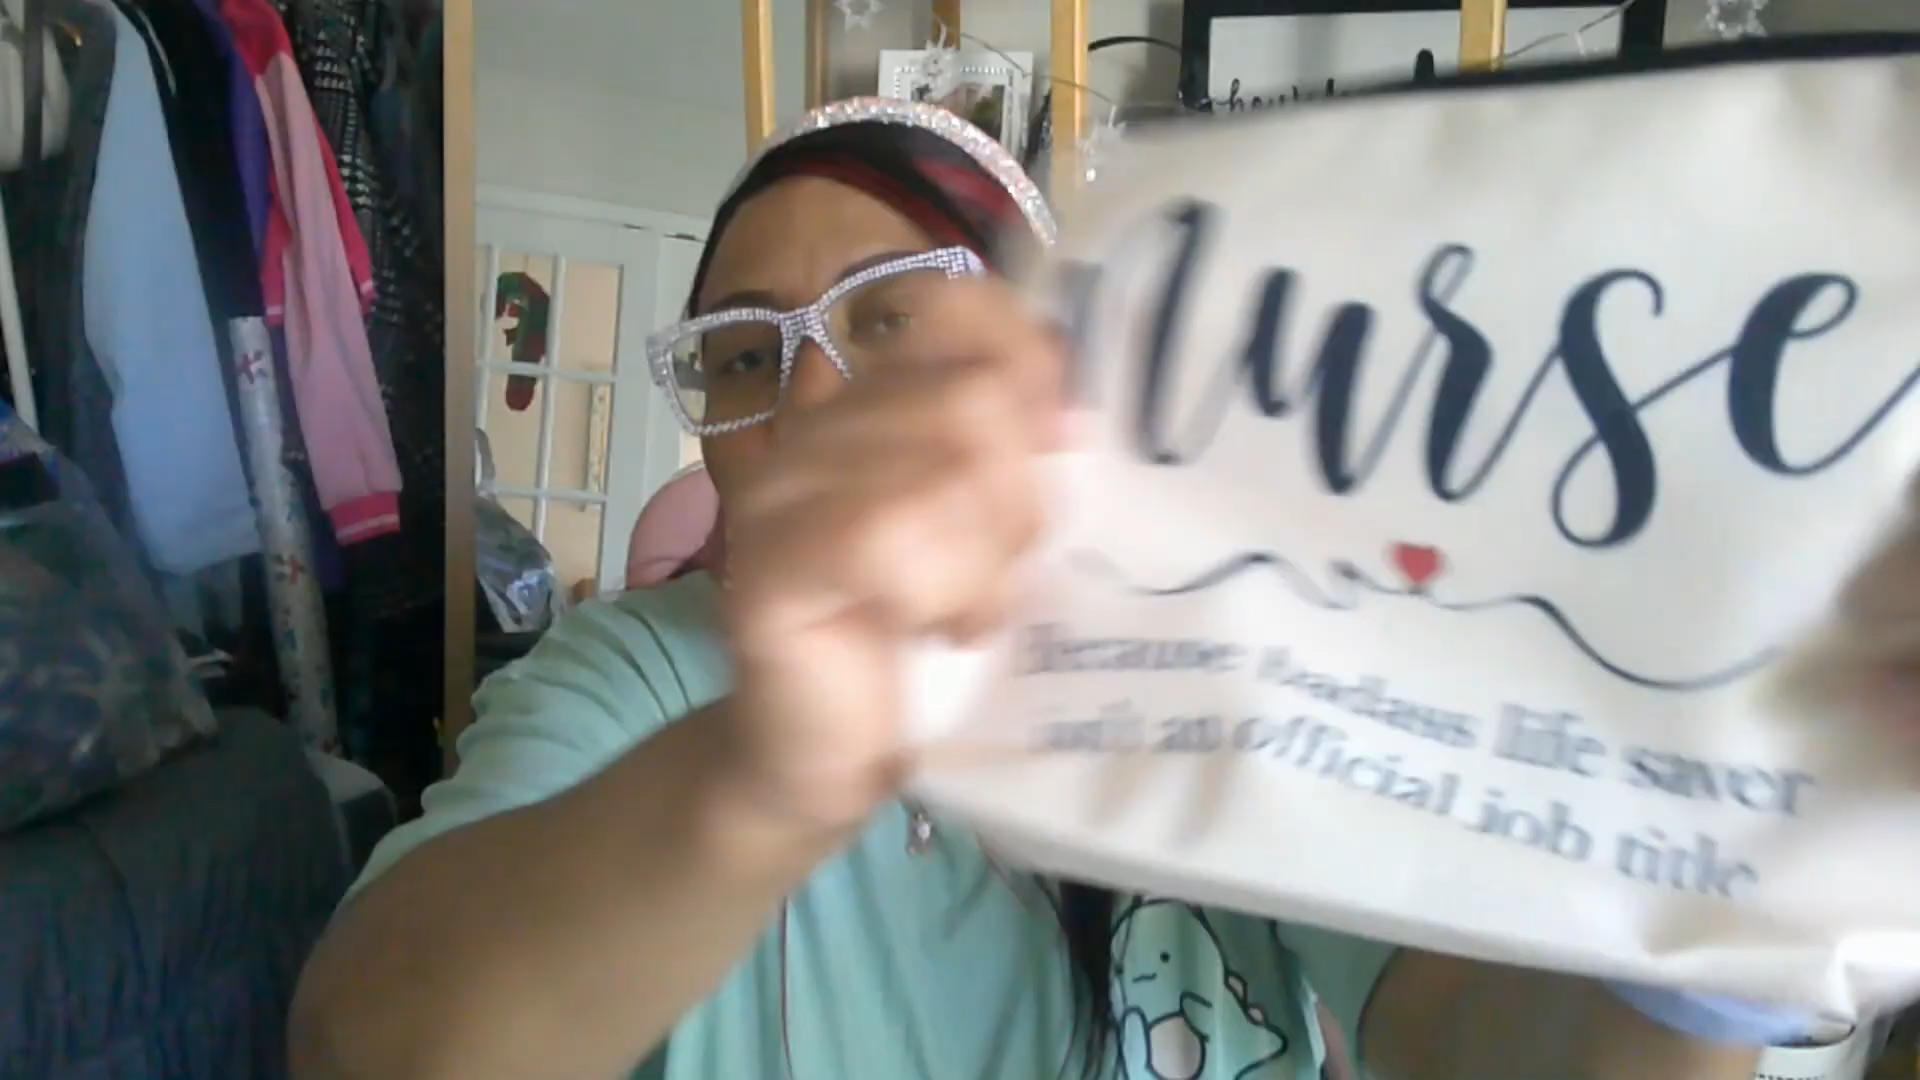 Nurse
Because badass life saver
isn't an official job title